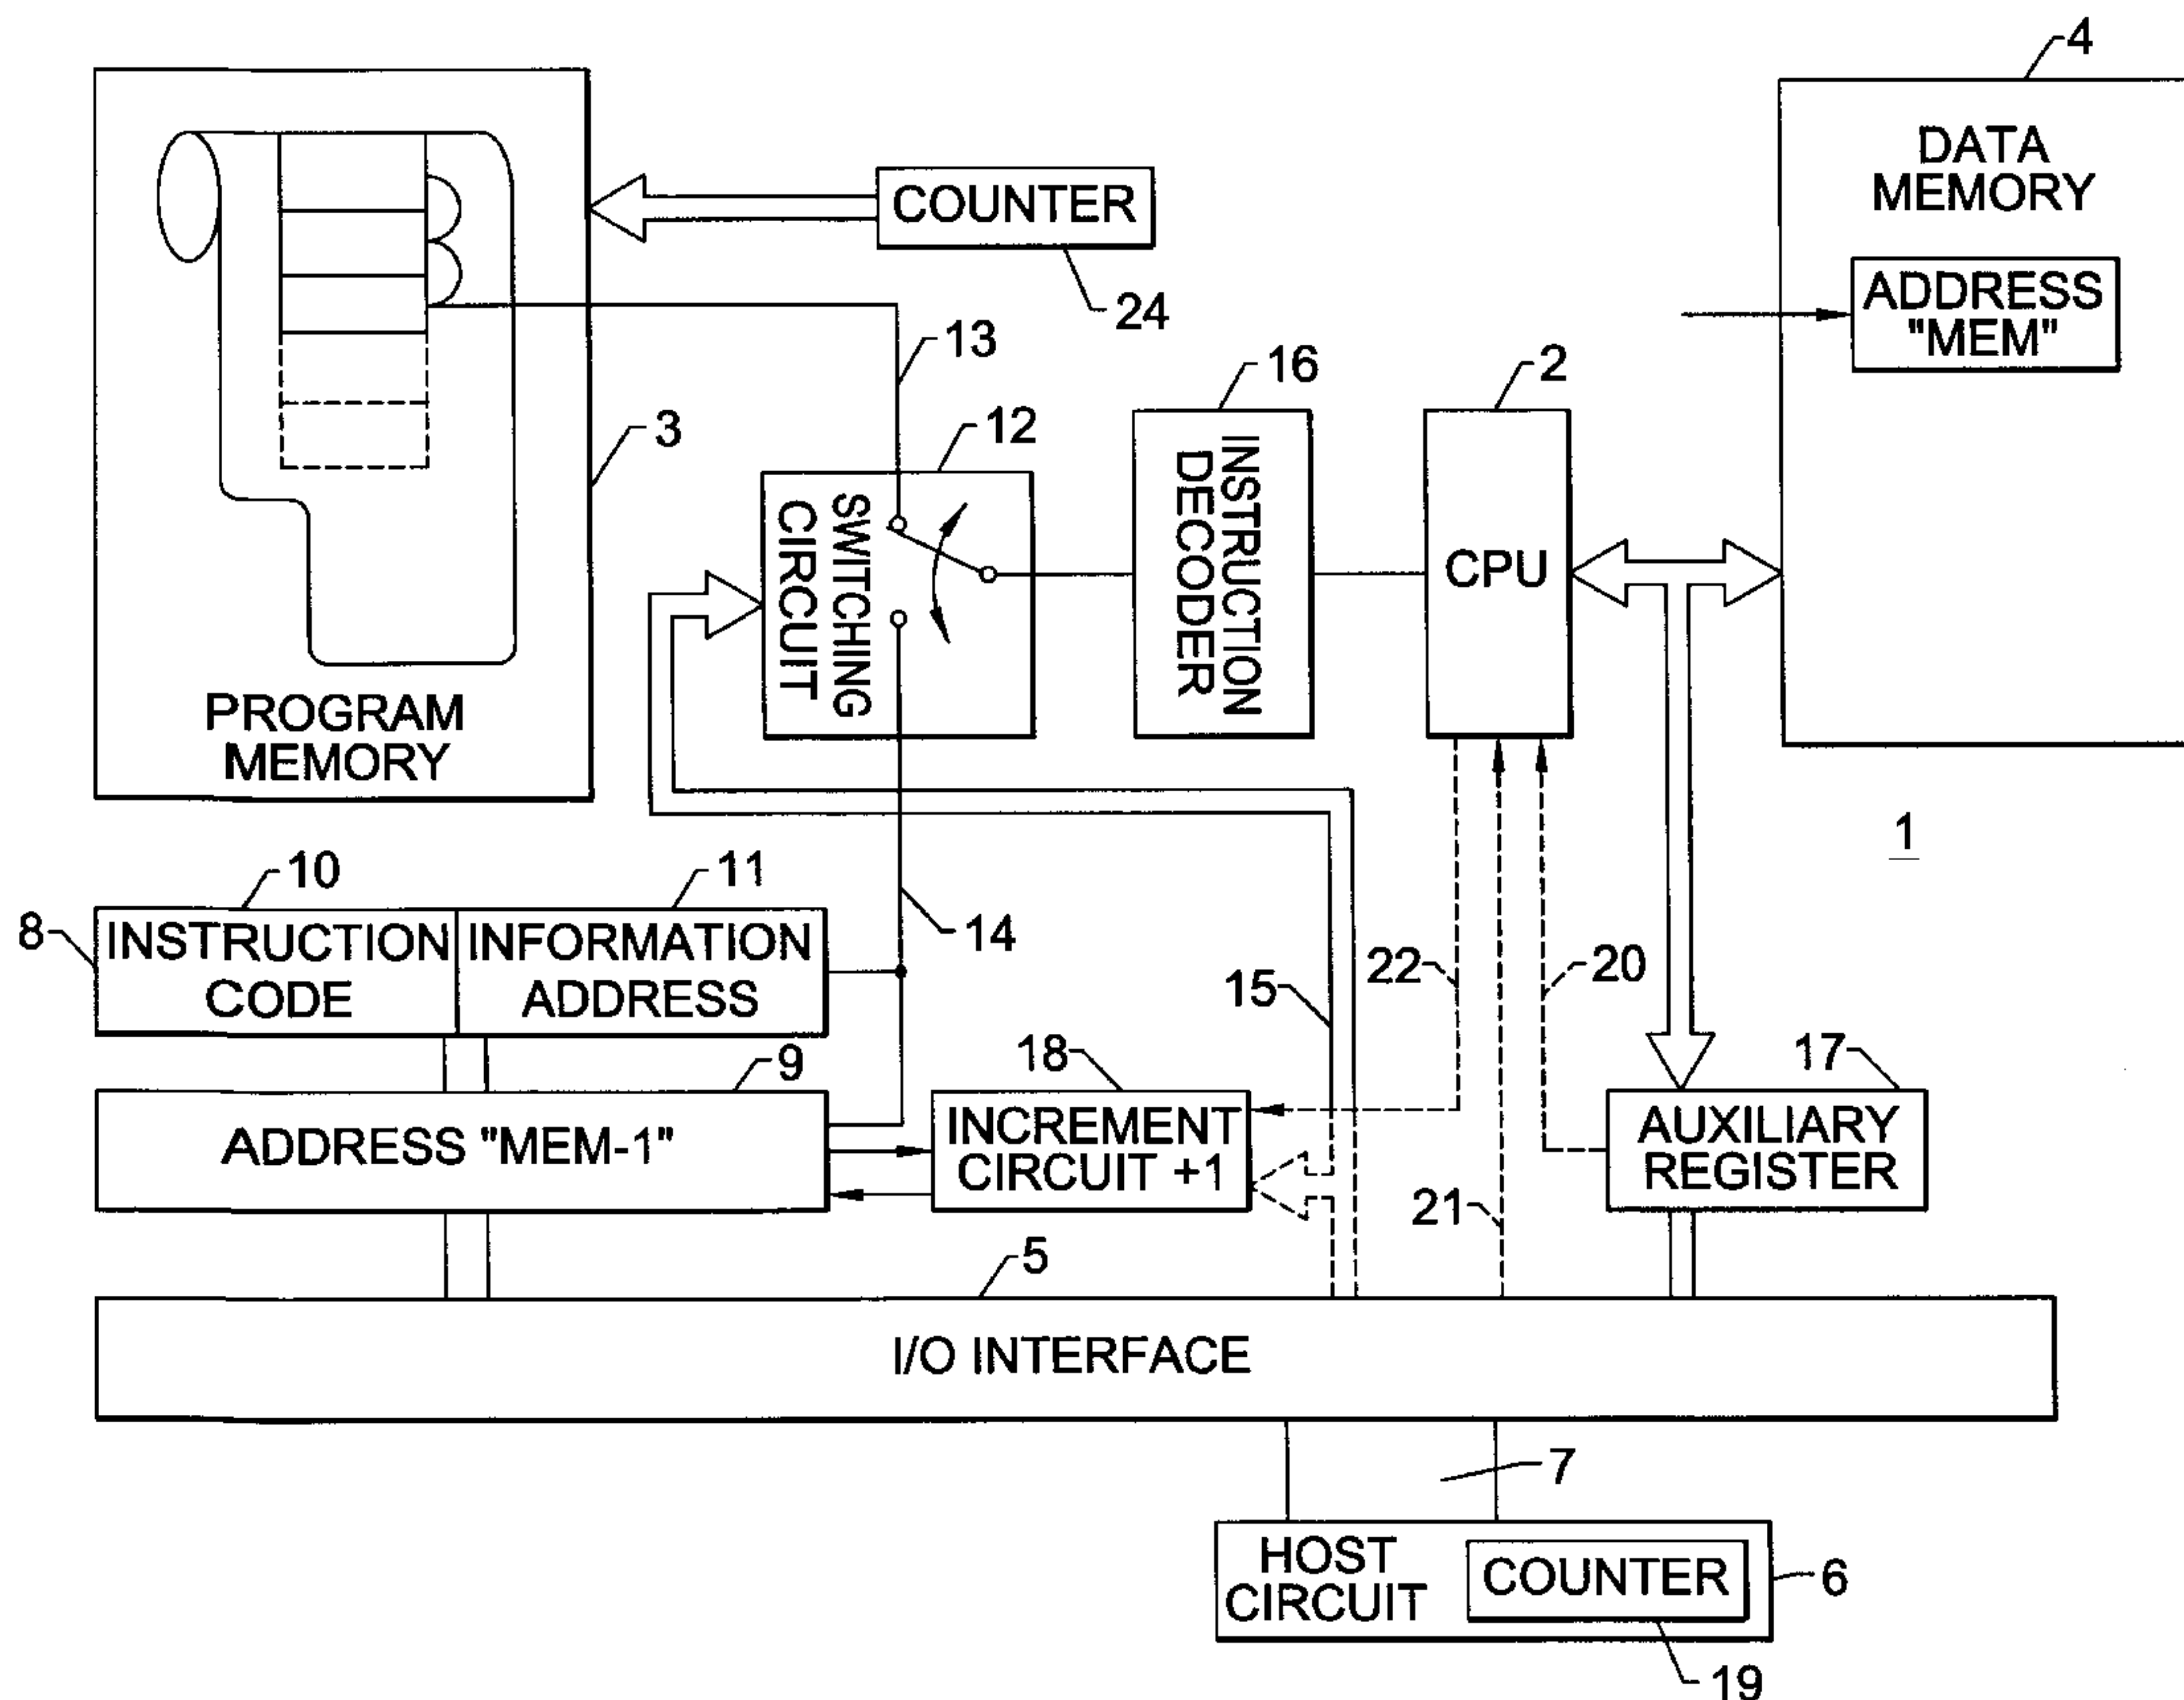 4
DATA
MEMORY
COUNTER
24
ADDRESS
"MEM"
13
16
2
12
3
SWITCHING
CIRCUIT
INSTRUCTION
DECODER
CPU
PROGRAM
MEMORY
1
10
11
8
INSTRUCTION
CODE
INFORMATION
ADDRESS
14
22
20
15
18
17
9
ADDRESS "MEM-1"
INCREMENT
CIRCUIT +1
AUXILIARY
REGISTER
21
5
I/O INTERFACE
7
HOST
CIRCUIT
COUNTER
6
19